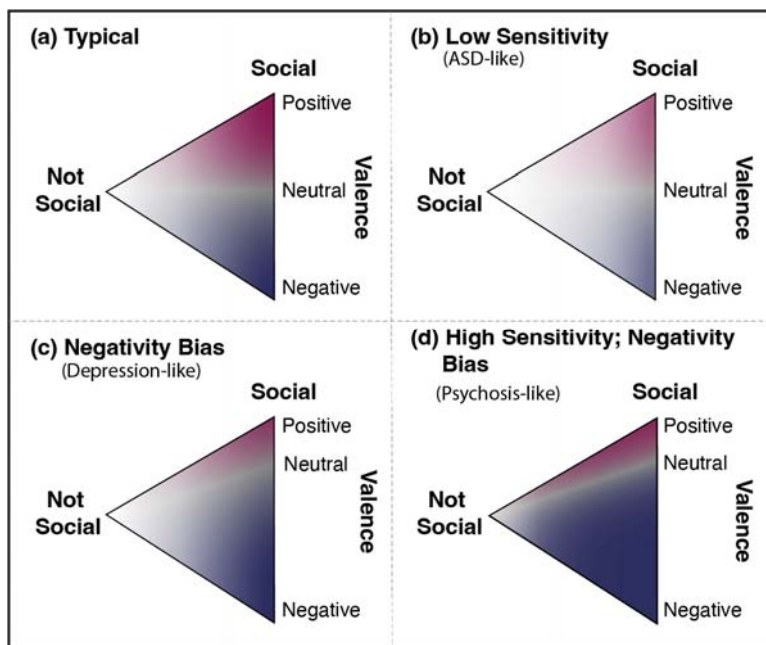 (a) Typical
Social
Positive
Not
Social
Neutral
Valence
Negative
(b) Low Sensitivity
(ASD-like)
Social
Positive
Not
Social
Neutral
Valence
Negative
(c) Negativity Bias
(Depression-like)
Social
Positive
Neutral
Not
Social
Valence
Negative
(d) High Sensitivity; Negativity
Bias
(Psychosis-like)
Social
Positive
Neutral
Not
Social
Valence
Negative